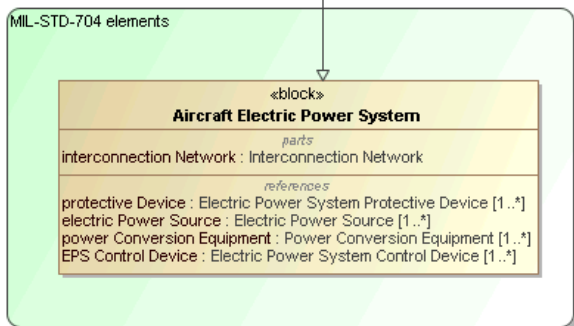 MIL-STD-704 elements
«block»
Aircraft Electric Power System
parts
interconnection Network : Interconnection Network
references
protective Device : Electric Power System Protective Device [1..*]
electric Power Source : Electric Power Source [1..*]
power Conversion Equipment : Power Conversion Equipment [1..*]
EPS Control Device : Electric Power System Control Device [1..*]